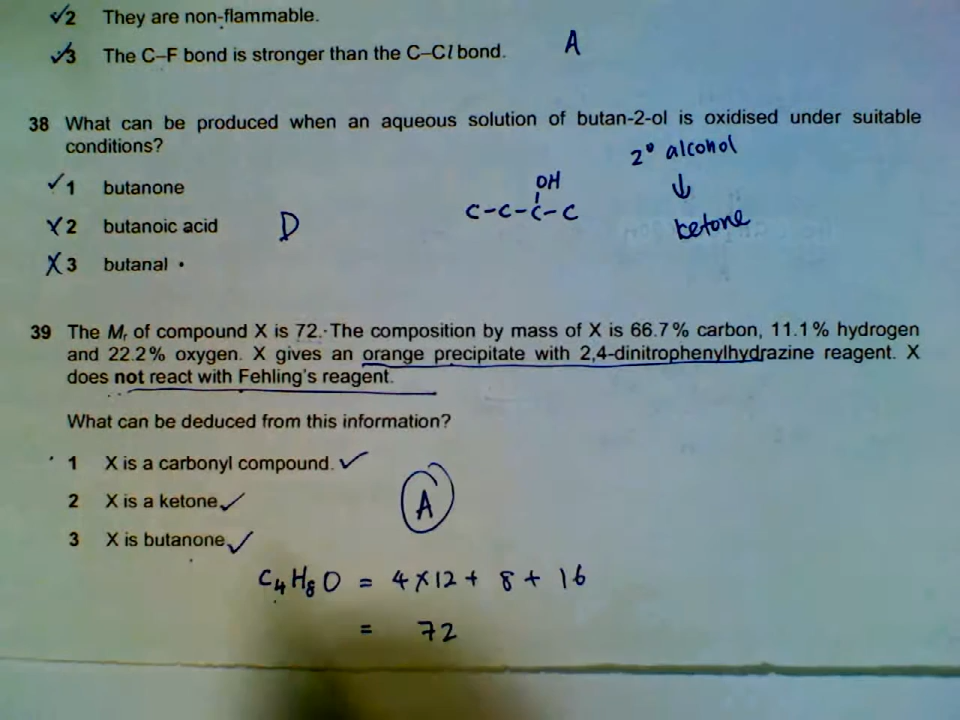 ✓2 They are non-flammable.
✓3 The C–F bond is stronger than the C–Cl bond.
A
38 What can be produced when an aqueous solution of butan-2-ol is oxidised under suitable
conditions?
2° alcohol
↓
ketone
✓1 butanone
OH
C-C-C-C
X2 butanoic acid
D
X3 butanal
39 The Mr of compound X is 72. The composition by mass of X is 66.7% carbon, 11.1% hydrogen
and 22.2% oxygen. X gives an orange precipitate with 2,4-dinitrophenylhydrazine reagent. X
does not react with Fehling's reagent.
What can be deduced from this information?
1 X is a carbonyl compound. ✓
2 X is a ketone ✓
A
3 X is butanone ✓
C4H8O = 4×12 + 8 + 16
= 72